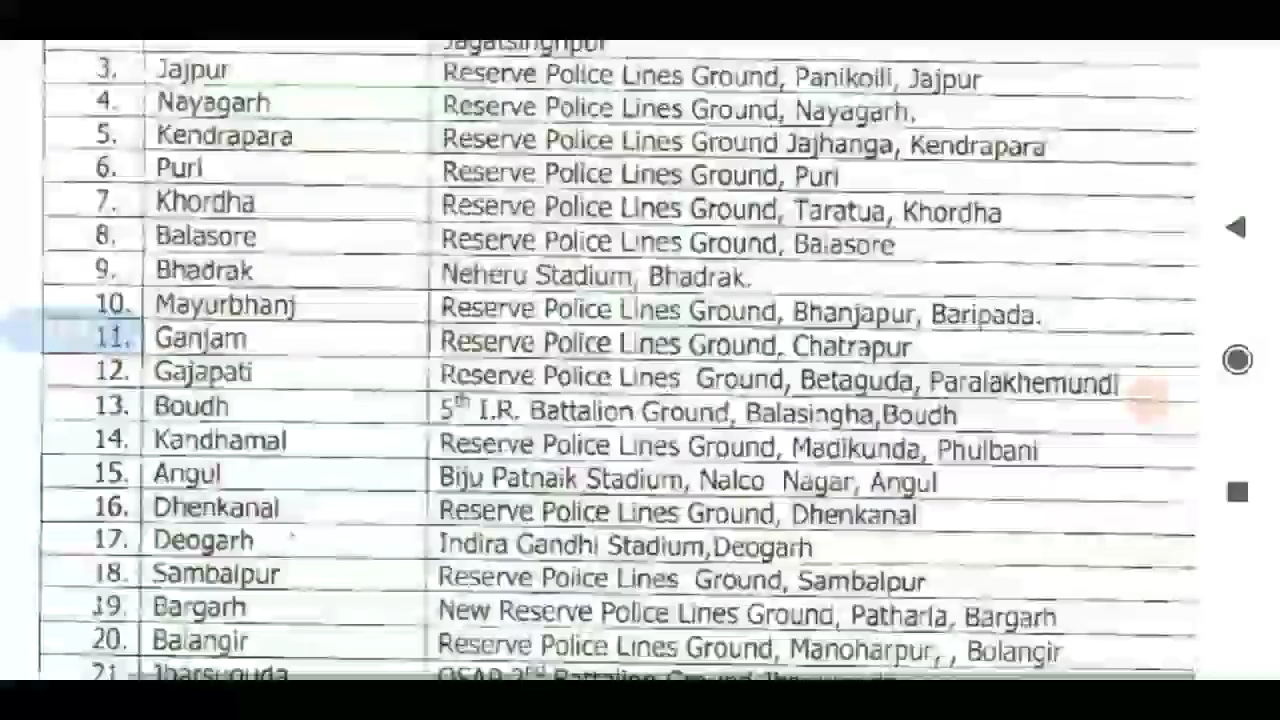 Jagatsinghpur
3. Jajpur Reserve Police Lines Ground, Panikoili, Jajpur
4. Nayagarh Reserve Police Lines Ground, Nayagarh.
5. Kendrapara Reserve Police Lines Ground Jajhanga, Kendrapara
6. Puri Reserve Police Lines Ground, Puri
7. Khordha Reserve Police Lines Ground, Taratua, Khordha
8. Balasore Reserve Police Lines Ground, Balasore
9. Bhadrak Neheru Stadium, Bhadrak.
10. Mayurbhanj Reserve Police Lines Ground, Bhanjapur, Baripada.
11. Ganjam Reserve Police Lines Ground, Chatrapur
12. Gajapati Reserve Police Lines Ground, Betaguda, Paralakhemundi
13. Boudh 5th I.R. Battalion Ground, Balasingha,Boudh
14. Kandhamal Reserve Police Lines Ground, Madikunda, Phulbani
15. Angul Biju Patnaik Stadium, Nalco Nagar, Angul
16. Dhenkanal Reserve Police Lines Ground, Dhenkanal
17. Deogarh Indira Gandhi Stadium,Deogarh
18. Sambalpur Reserve Police Lines Ground, Sambalpur
19. Bargarh New Reserve Police Lines Ground, Patharla, Bargarh
20. Balangir Reserve Police Lines Ground, Manoharpur, , Bolangir
21. Jharsuguda OSAP 2nd Battalion Ground